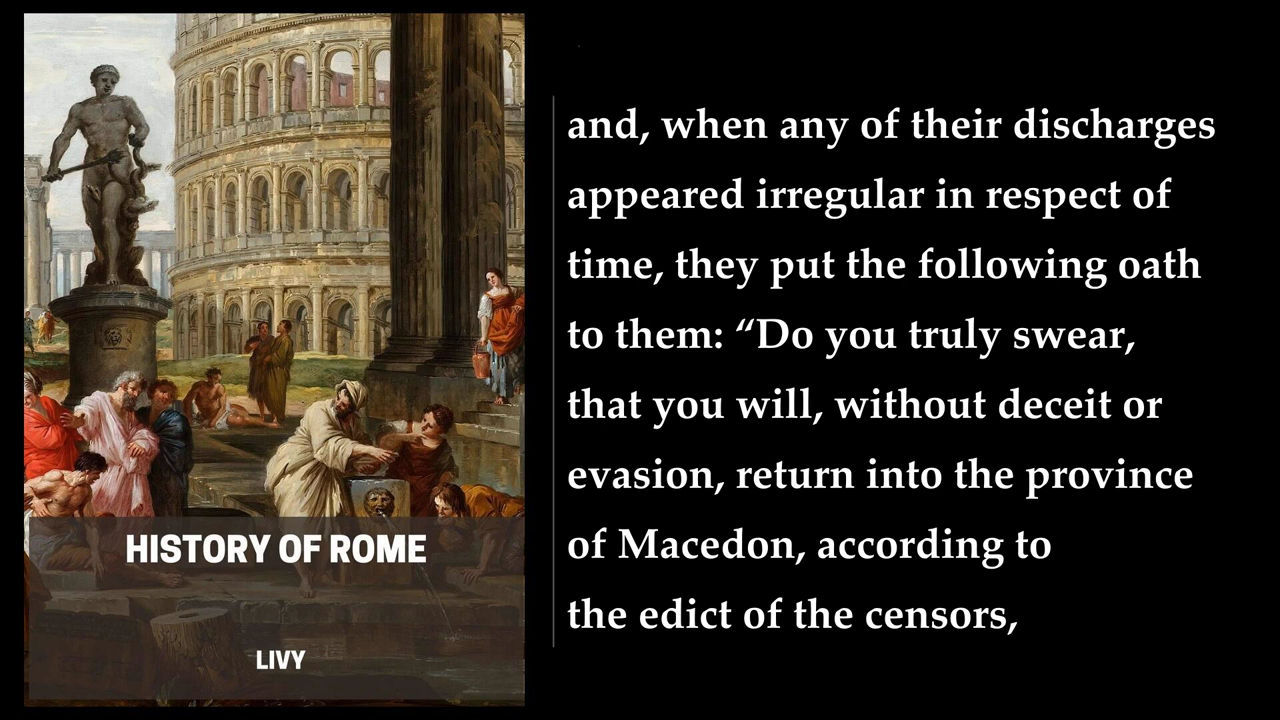 HISTORY OF ROME
LIVY
and, when any of their discharges
appeared irregular in respect of
time, they put the following oath
to them: “Do you truly swear,
that you will, without deceit or
evasion, return into the province
of Macedon, according to
the edict of the censors,